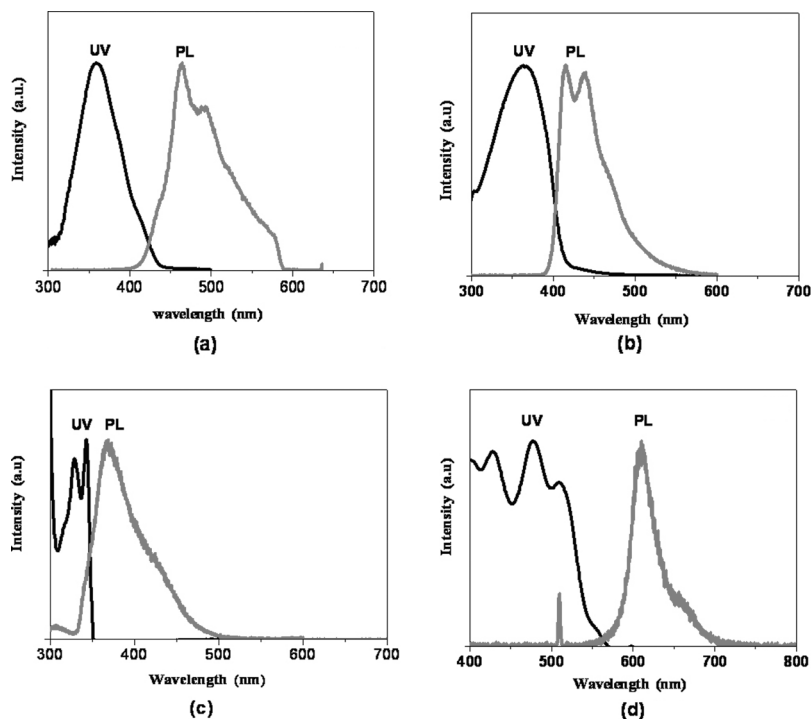 UV PL
Intensity (a.u.)
300 400 500 600 700
wavelength (nm)
(a)
UV PL
Intensity (a.u)
300 400 500 600 700
Wavelength (nm)
(b)
UV PL
Intensity (a.u)
300 400 500 600 700
Wavelength (nm)
(c)
UV PL
Intensity (a.u)
400 500 600 700 800
Wavelength (nm)
(d)